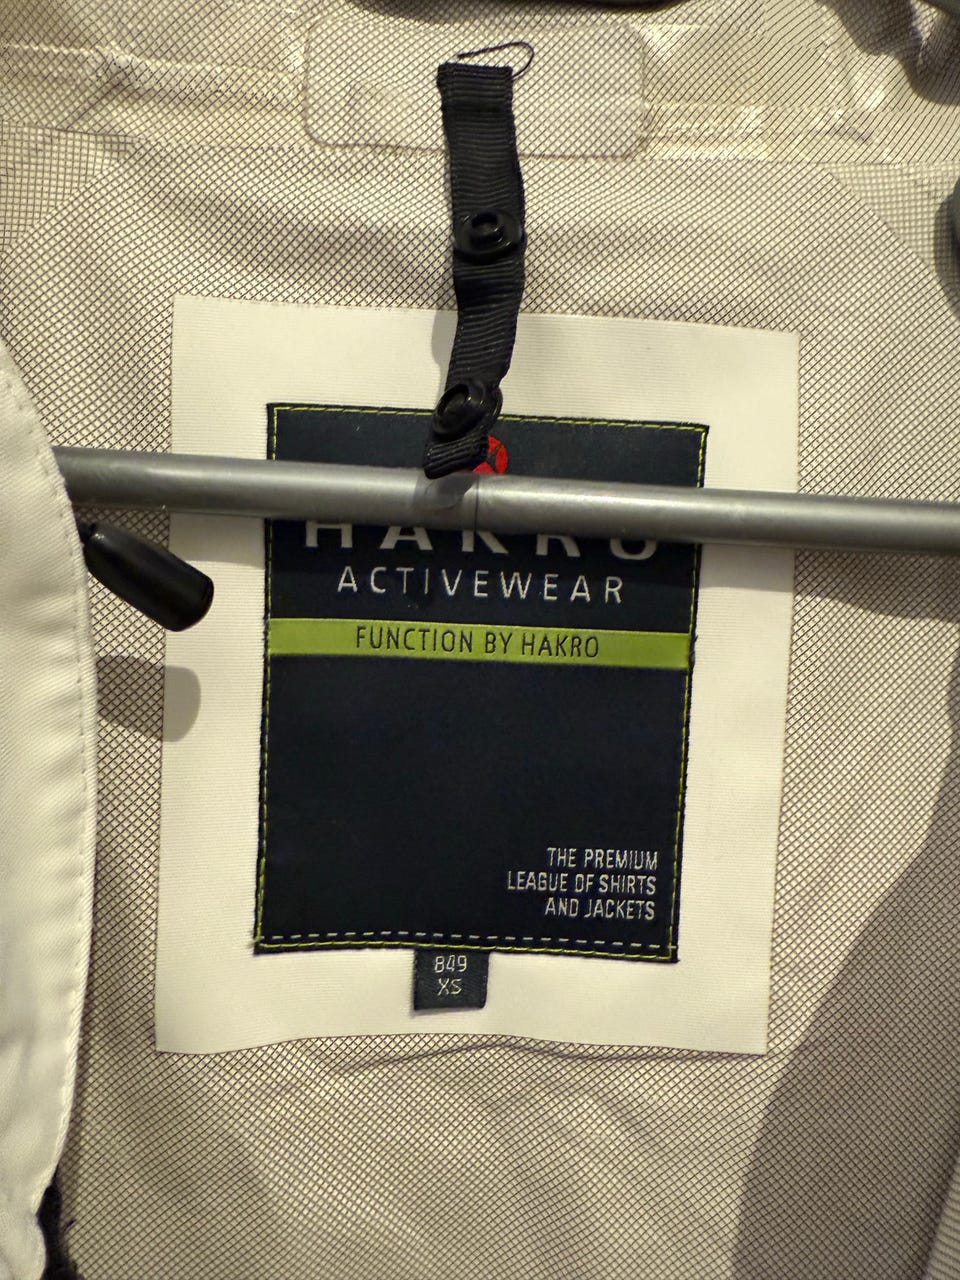 HAKRO
ACTIVEWEAR
FUNCTION BY HAKRO
THE PREMIUM
LEAGUE OF SHIRTS
AND JACKETS
849
XS